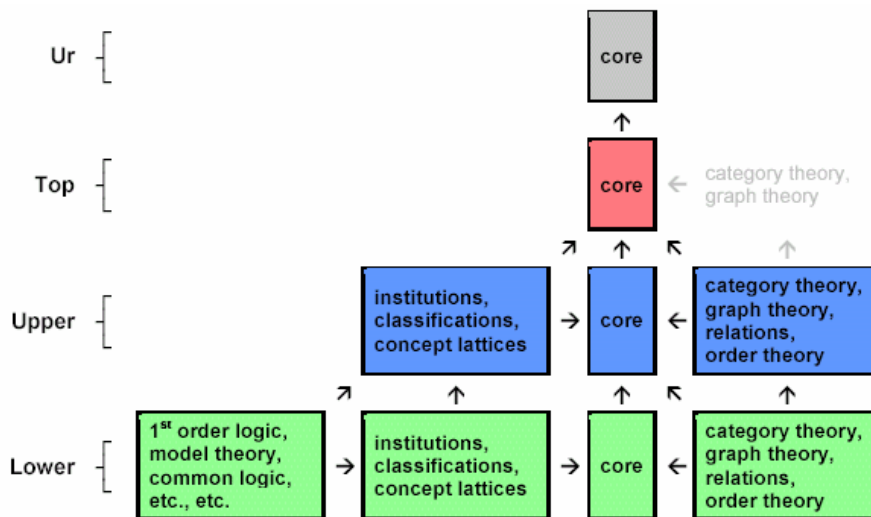 Ur
core
Top
core
category theory,
graph theory
Upper
institutions,
classifications,
concept lattices
core
category theory,
graph theory,
relations,
order theory
Lower
1st order logic,
model theory,
common logic,
etc., etc.
institutions,
classifications,
concept lattices
core
category theory,
graph theory,
relations,
order theory